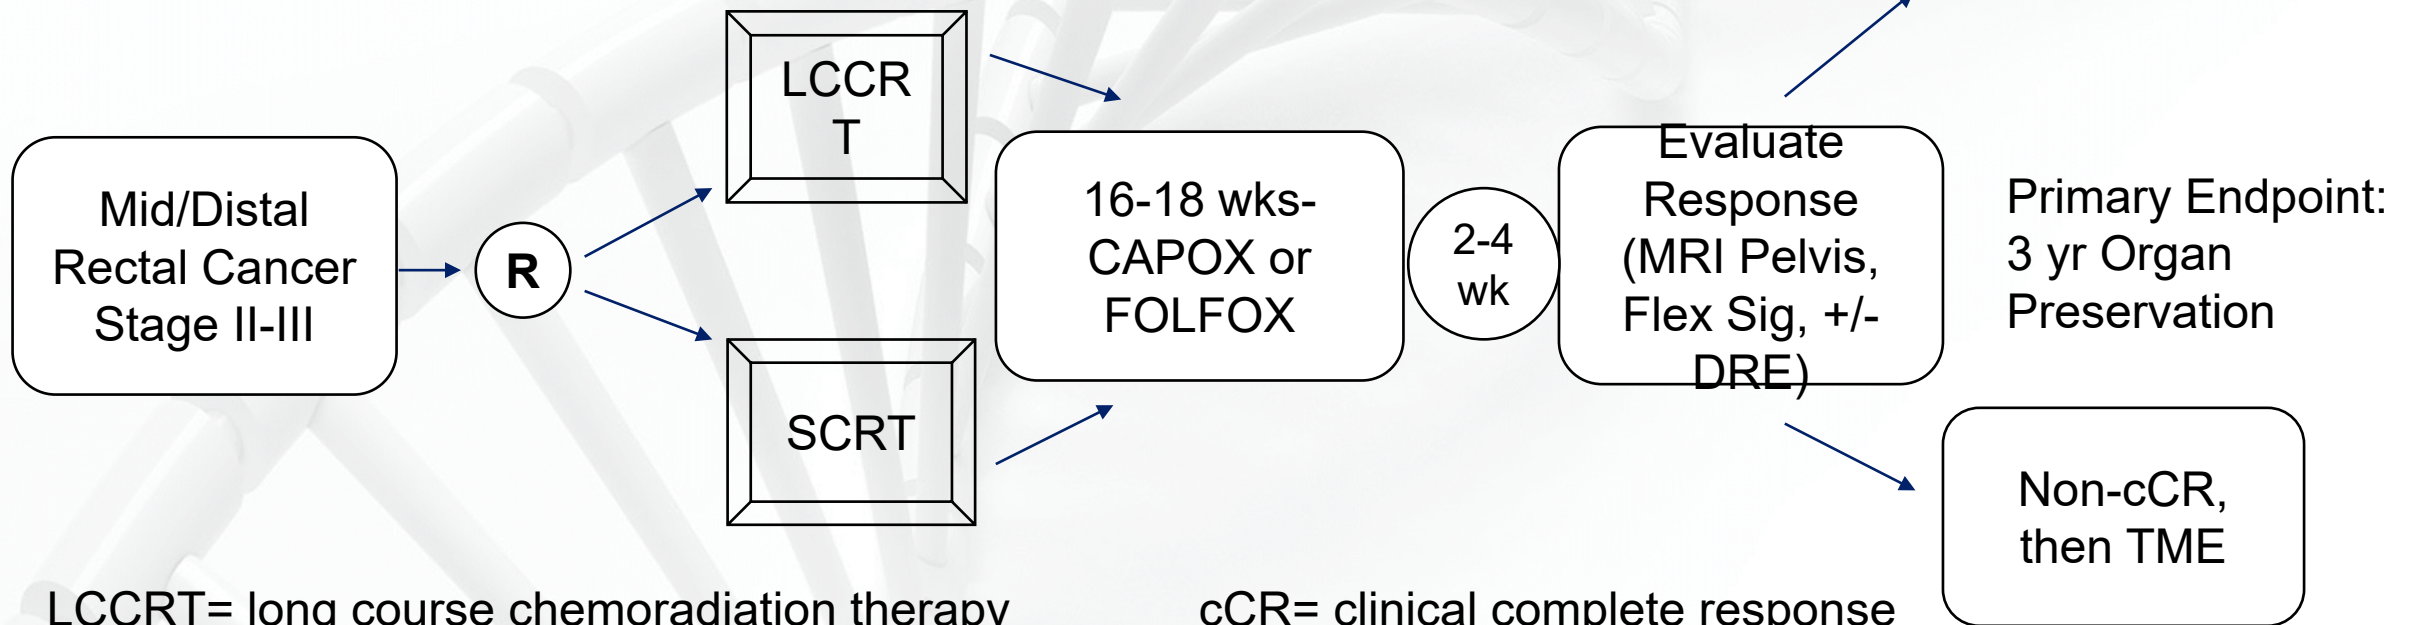 Mid/Distal
Rectal Cancer
Stage II-III
R
LCCR
T
SCRT
16-18 wks-
CAPOX or
FOLFOX
2-4
wk
Evaluate
Response
(MRI Pelvis,
Flex Sig, +/-
DRE)
Primary Endpoint:
3 yr Organ
Preservation
Non-cCR,
then TME
LCCRT= long course chemoradiation therapy
cCR= clinical complete response